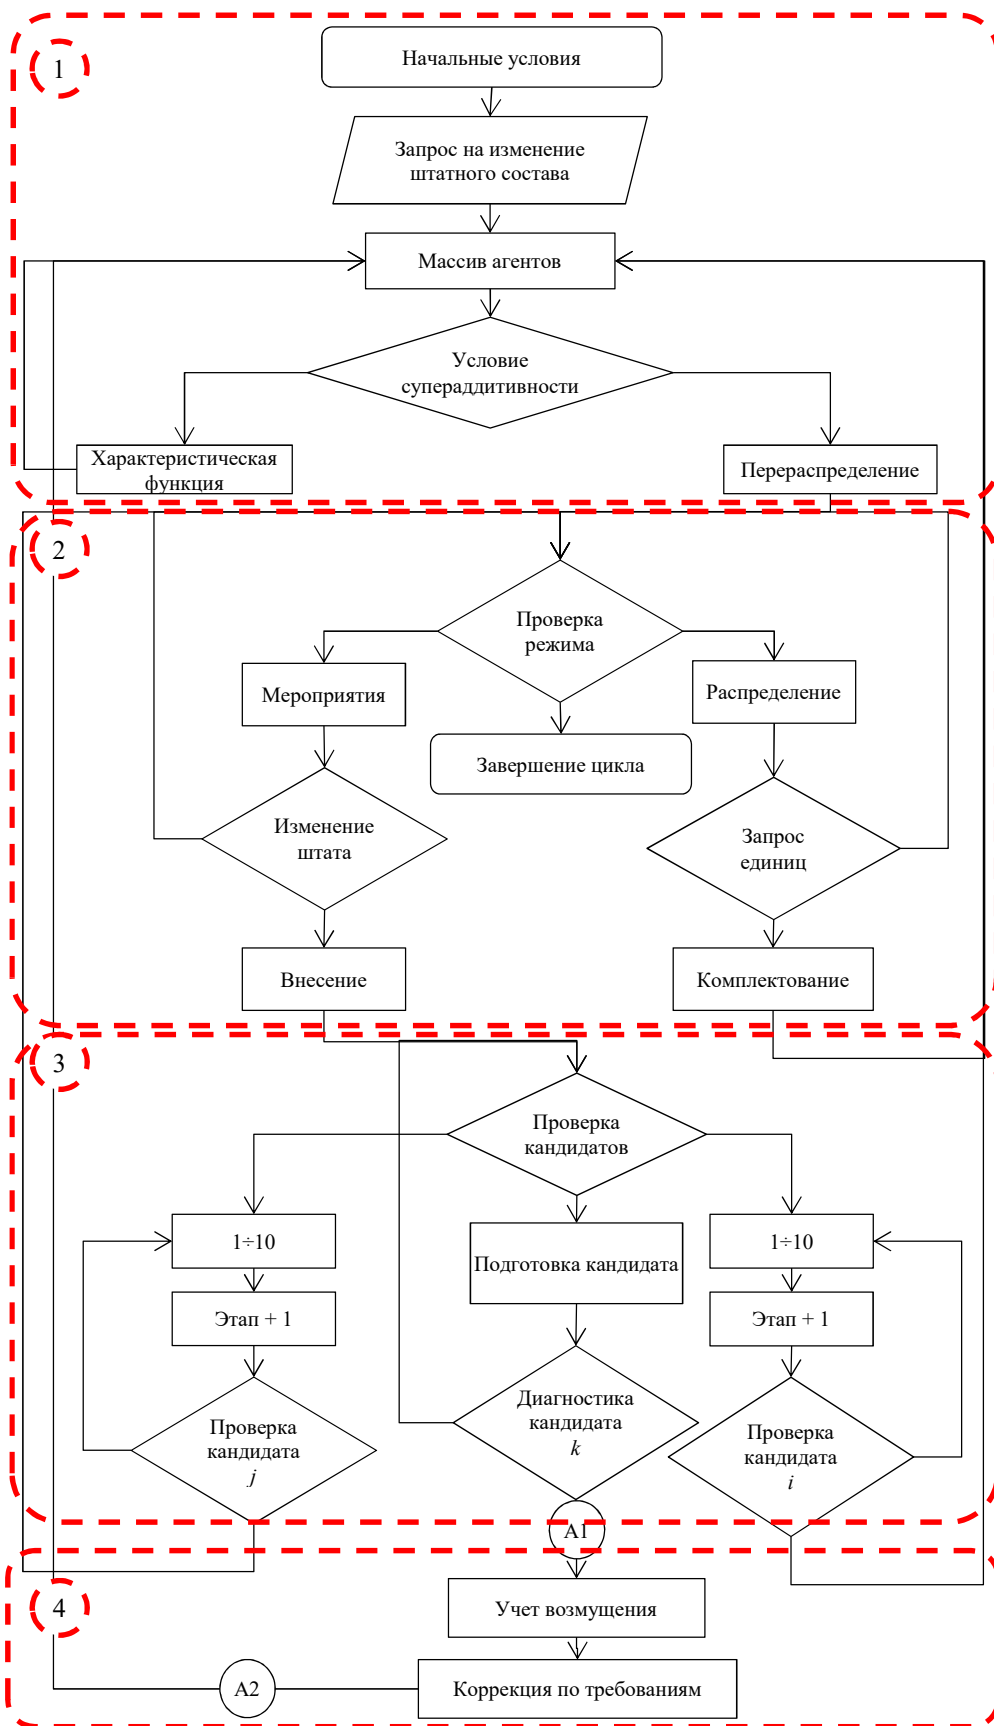 1
Начальные условия
Запрос на изменение
штатного состава
Массив агентов
Условие
супераддитивности
Характеристическая
функция
Перераспределение
2
Проверка
режима
Мероприятия
Распределение
Завершение цикла
Изменение
штата
Запрос
единиц
Внесение
Комплектование
3
Проверка
кандидатов
1÷10
Подготовка кандидата
1÷10
Этап + 1
Этап + 1
Проверка
кандидата
j
Диагностика
кандидата
k
Проверка
кандидата
i
А1
4
Учет возмущения
А2
Коррекция по требованиям